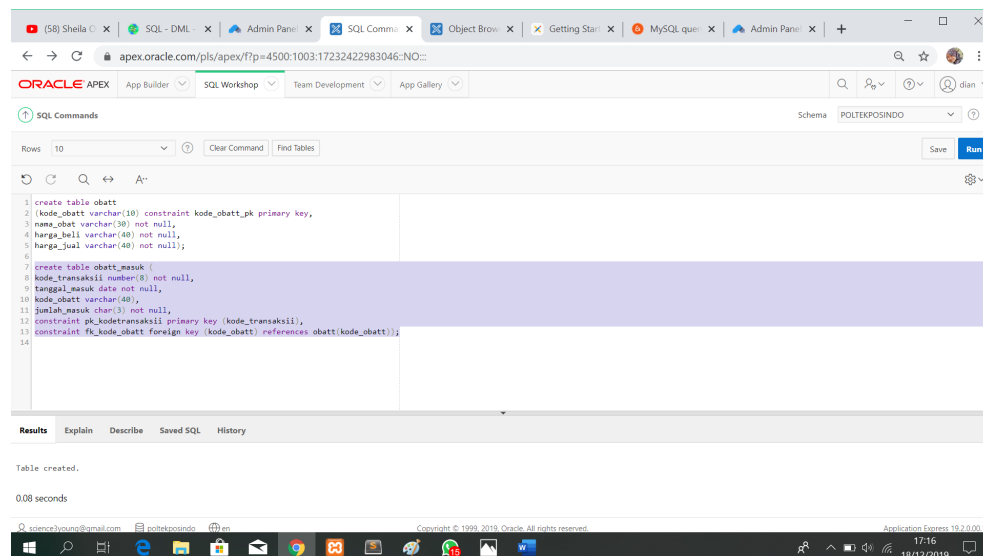 (58) Sheila O
SQL - DML -
Admin Panel
SQL Comma
Object Brow
Getting Start
MySQL quer
Admin Panel
apex.oracle.com/pls/apex/f?p=4500:1003:17232422983046::NO:::
ORACLE APEX App Builder SQL Workshop Team Development App Gallery dian
SQL Commands Schema POLTEKPOSINDO
Rows 10 Clear Command Find Tables Save Run
1 create table obatt
2 (kode_obatt varchar(10) constraint kode_obatt_pk primary key,
3 nama_obat varchar(30) not null,
4 harga_beli varchar(40) not null,
5 harga_jual varchar(40) not null);
6
7 create table obatt_masuk (
8 kode_transaksii number(8) not null,
9 tanggal_masuk date not null,
10 kode_obatt varchar(40),
11 jumlah_masuk char(3) not null,
12 constraint pk_kodetransaksii primary key (kode_transaksii),
13 constraint fk_kode_obatt foreign key (kode_obatt) references obatt(kode_obatt));
14
Results Explain Describe Saved SQL History
Table created.
0.08 seconds
science3young@gmail.com poltekposindo en Copyright © 1999, 2019, Oracle. All rights reserved. Application Express 19.2.0.00.
15
17:16
18/12/2019